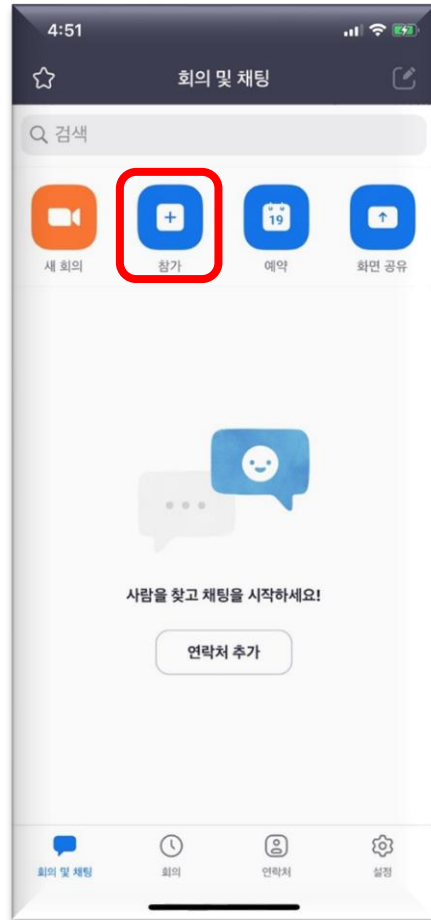 4:51
회의 및 채팅
검색
19
새 회의
참가
예약
화면 공유
사람을 찾고 채팅을 시작하세요!
연락처 추가
회의 및 채팅
회의
연락처
설정